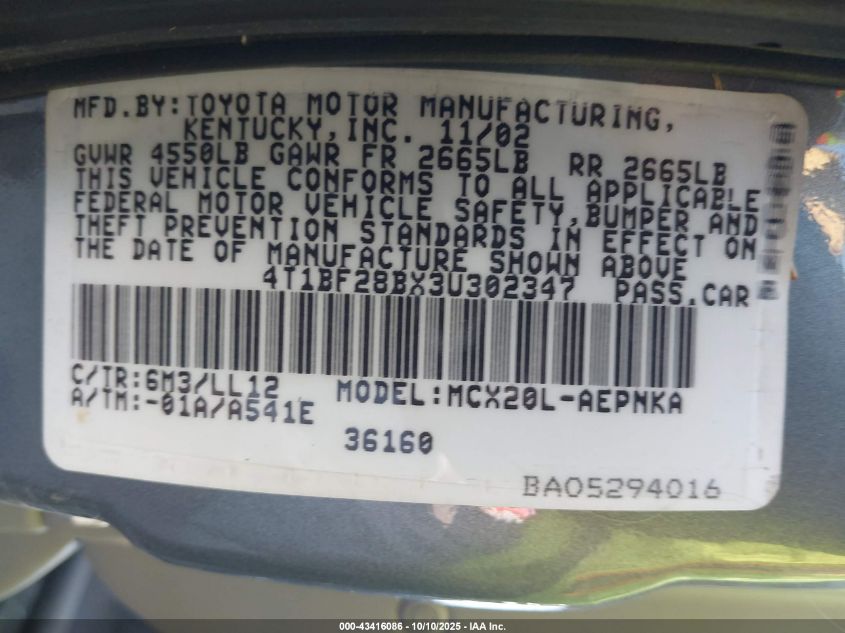 MFD.BY:TOYOTA MOTOR MANUFACTURING,
KENTUCKY,INC. 11/02
GVWR 4550LB GAWR FR 2665LB RR 2665LB
THIS VEHICLE CONFORMS TO ALL APPLICABLE
FEDERAL MOTOR VEHICLE SAFETY,BUMPER AND
THEFT PREVENTION STANDARDS IN EFFECT ON
THE DATE OF MANUFACTURE SHOWN ABOVE
4T1BF28BX3U302347 PASS.CAR
C/TR:6M3/LL12 MODEL:MCX20L-AEPNKA
A/TM:-01A/A541E
36160
BA05294016
000-43416086 - 10/10/2025 - IAA Inc.